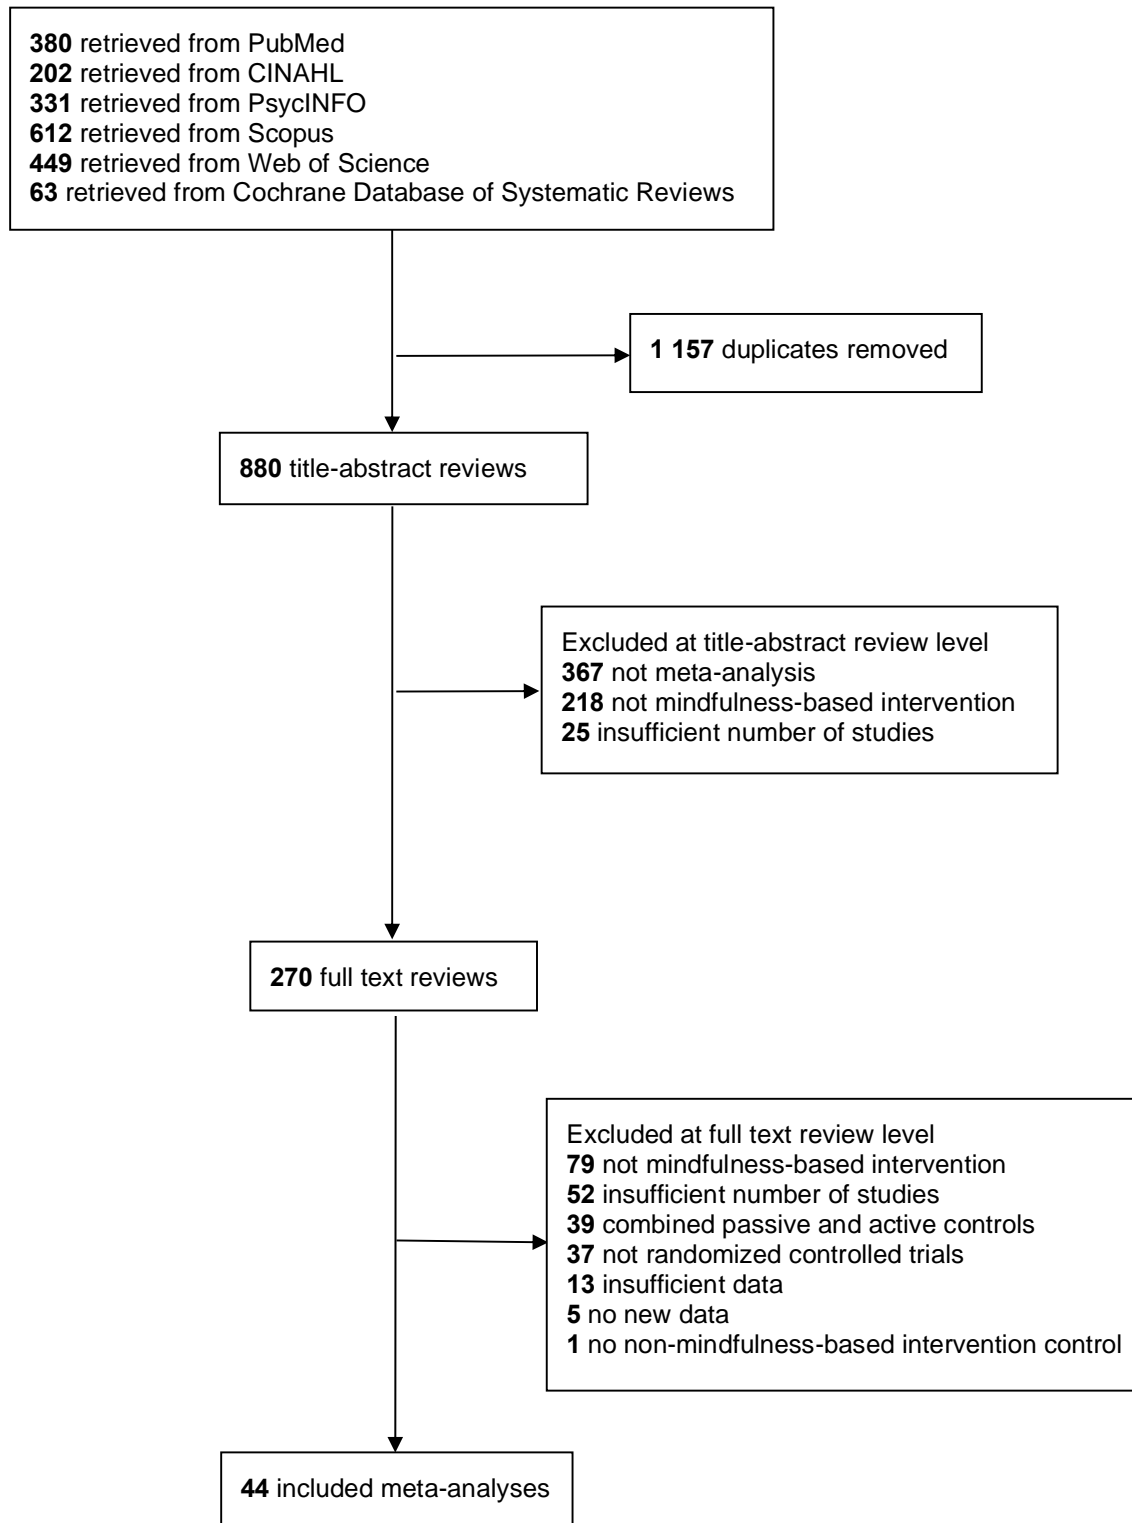 380 retrieved from PubMed
202 retrieved from CINAHL
331 retrieved from PsycINFO
612 retrieved from Scopus
449 retrieved from Web of Science
63 retrieved from Cochrane Database of Systematic Reviews
1 157 duplicates removed
880 title-abstract reviews
Excluded at title-abstract review level
367 not meta-analysis
218 not mindfulness-based intervention
25 insufficient number of studies
270 full text reviews
Excluded at full text review level
79 not mindfulness-based intervention
52 insufficient number of studies
39 combined passive and active controls
37 not randomized controlled trials
13 insufficient data
5 no new data
1 no non-mindfulness-based intervention control
44 included meta-analyses